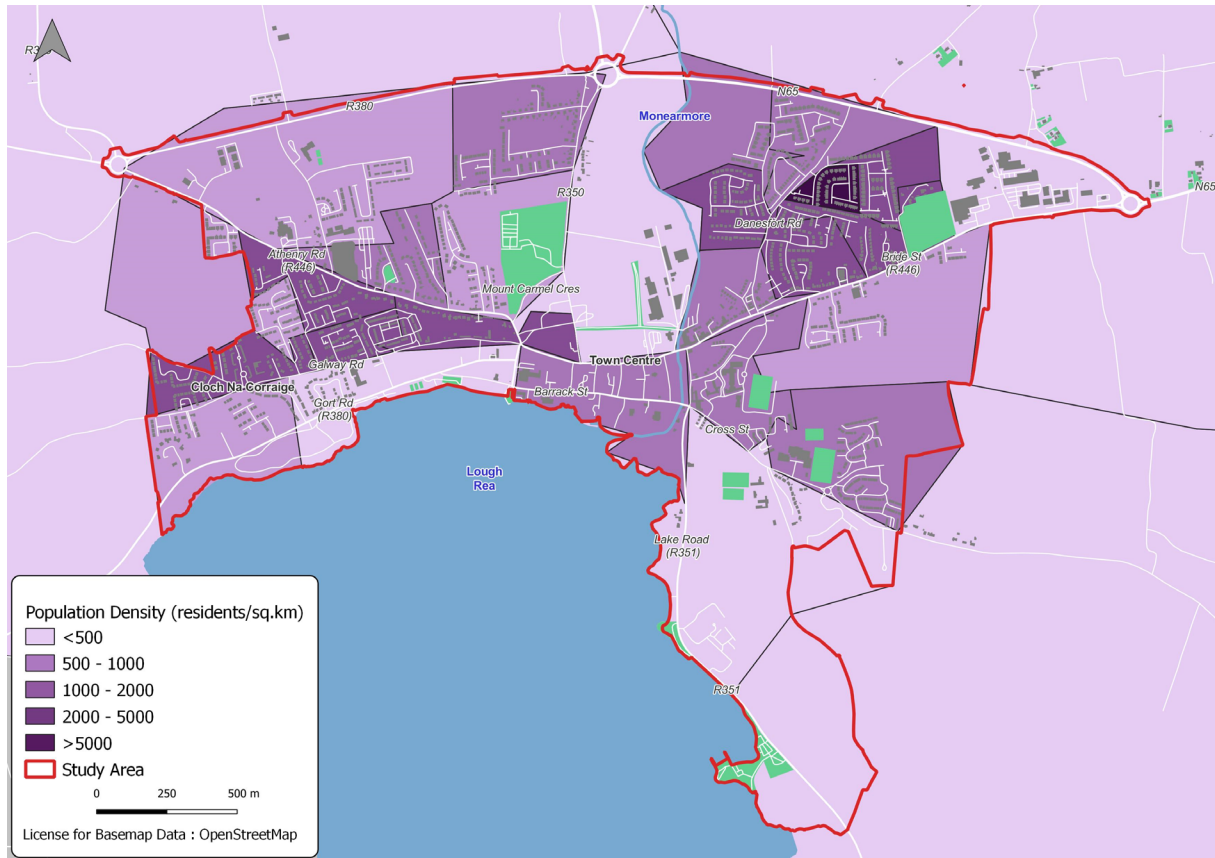 R380
N65
Monearmore
N65
R350
Danesfort Rd
Athenry Rd
(R446)
Bride St
(R446)
Mount Carmel Cres
Town Centre
Galway Rd
Cloch Na Corraige
Barrack St
Gort Rd
(R380)
Cross St
Lough
Rea
Lake Road
(R351)
R351
Population Density (residents/sq.km)
<500
500 - 1000
1000 - 2000
2000 - 5000
>5000
Study Area
0 250 500 m
License for Basemap Data : OpenStreetMap